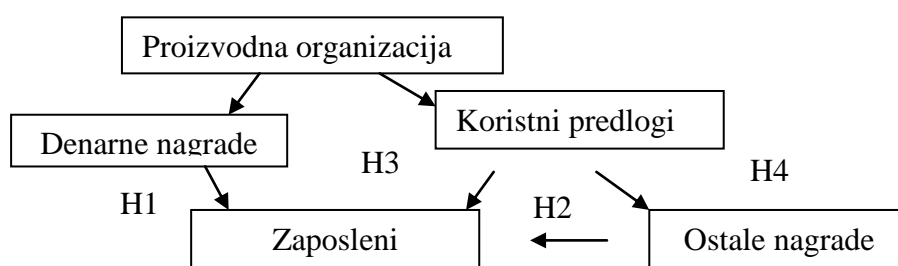 Proizvodna organizacija
Koristni predlogi
Denarne nagrade
H3
H4
H1
H2
Zaposleni
Ostale nagrade